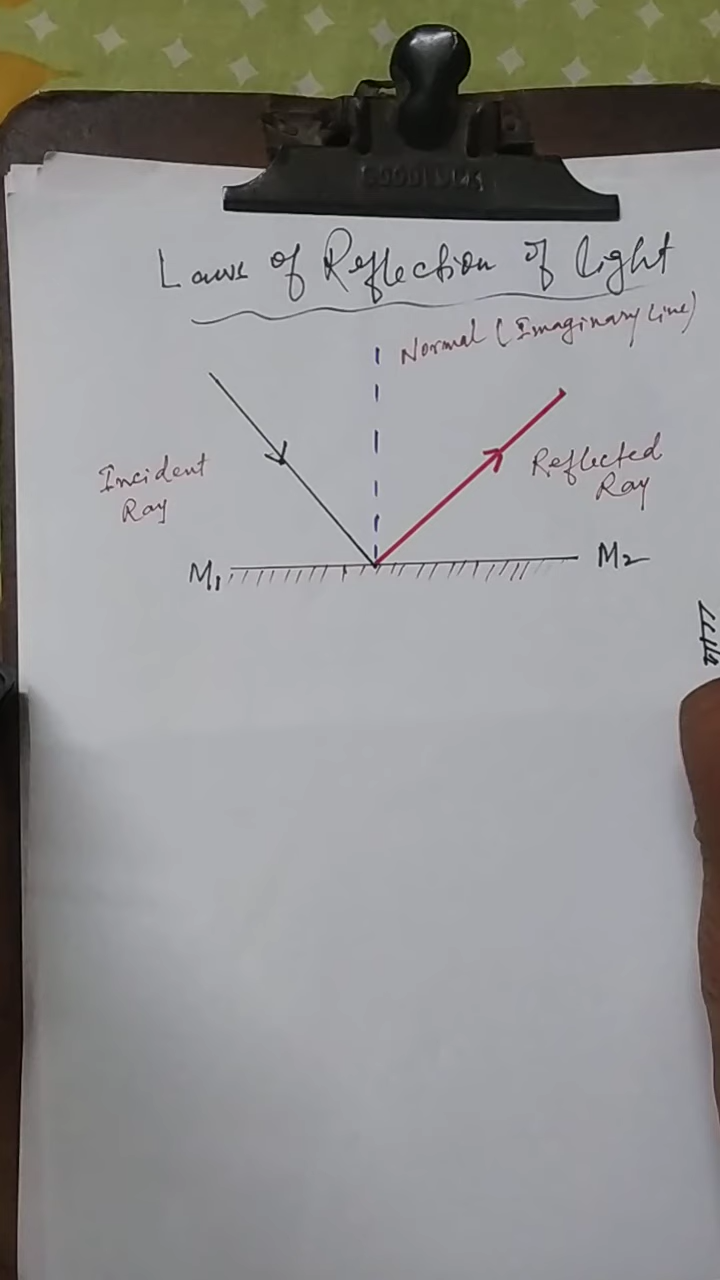 Laws of Reflection of light
Normal (Imaginary Line)
Incident
Ray
Reflected
Ray
M₁
M₂